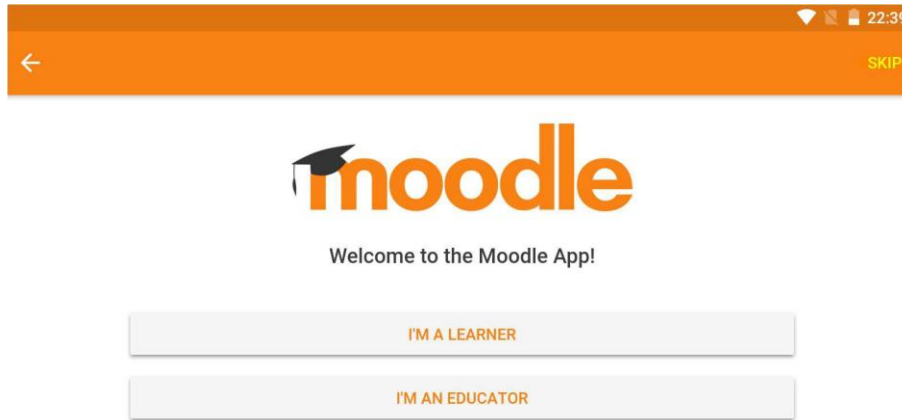 22:39
SKIP
moodle
Welcome to the Moodle App!
I'M A LEARNER
I'M AN EDUCATOR